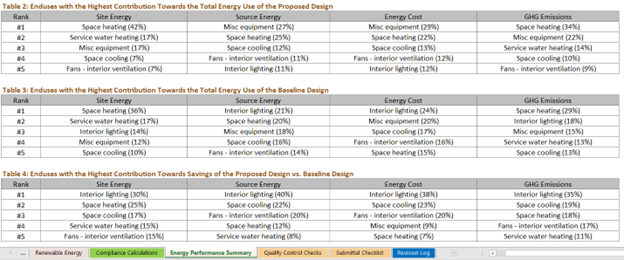 Table 2: Enduses with the Highest Contribution Towards the Total Energy Use of the Proposed Design
Rank Site Energy Source Energy Energy Cost GHG Emissions
#1 Space heating (42%) Misc equipment (27%) Misc equipment (29%) Space heating (34%)
#2 Service water heating (17%) Space heating (25%) Space heating (22%) Misc equipment (22%)
#3 Misc equipment (17%) Space cooling (12%) Space cooling (13%) Service water heating (14%)
#4 Space cooling (7%) Fans - interior ventilation (11%) Fans - interior ventilation (12%) Space cooling (10%)
#5 Fans - interior ventilation (7%) Interior lighting (11%) Interior lighting (12%) Fans - interior ventilation (9%)
Table 3: Enduses with the Highest Contribution Towards the Total Energy Use of the Baseline Design
Rank Site Energy Source Energy Energy Cost GHG Emissions
#1 Space heating (36%) Interior lighting (21%) Interior lighting (24%) Space heating (29%)
#2 Service water heating (17%) Space heating (20%) Misc equipment (20%) Interior lighting (18%)
#3 Interior lighting (14%) Misc equipment (18%) Space cooling (17%) Misc equipment (15%)
#4 Misc equipment (12%) Space cooling (16%) Fans - interior ventilation (16%) Service water heating (13%)
#5 Space cooling (10%) Fans - interior ventilation (14%) Space heating (15%) Space cooling (13%)
Table 4: Enduses with the Highest Contribution Towards Savings of the Proposed Design vs. Baseline Design
Rank Site Energy Source Energy Energy Cost GHG Emissions
#1 Interior lighting (30%) Interior lighting (40%) Interior lighting (38%) Interior lighting (35%)
#2 Space heating (25%) Space cooling (22%) Space cooling (23%) Space cooling (19%)
#3 Space cooling (17%) Fans - interior ventilation (20%) Fans - interior ventilation (20%) Space heating (18%)
#4 Service water heating (15%) Space heating (12%) Misc equipment (9%) Fans - interior ventilation (17%)
#5 Fans - interior ventilation (15%) Service water heating (8%) Space heating (7%) Service water heating (11%)
... Renewable Energy Compliance Calculations Energy Performance Summary Quality Control Checks Submittal Checklist Revision Log